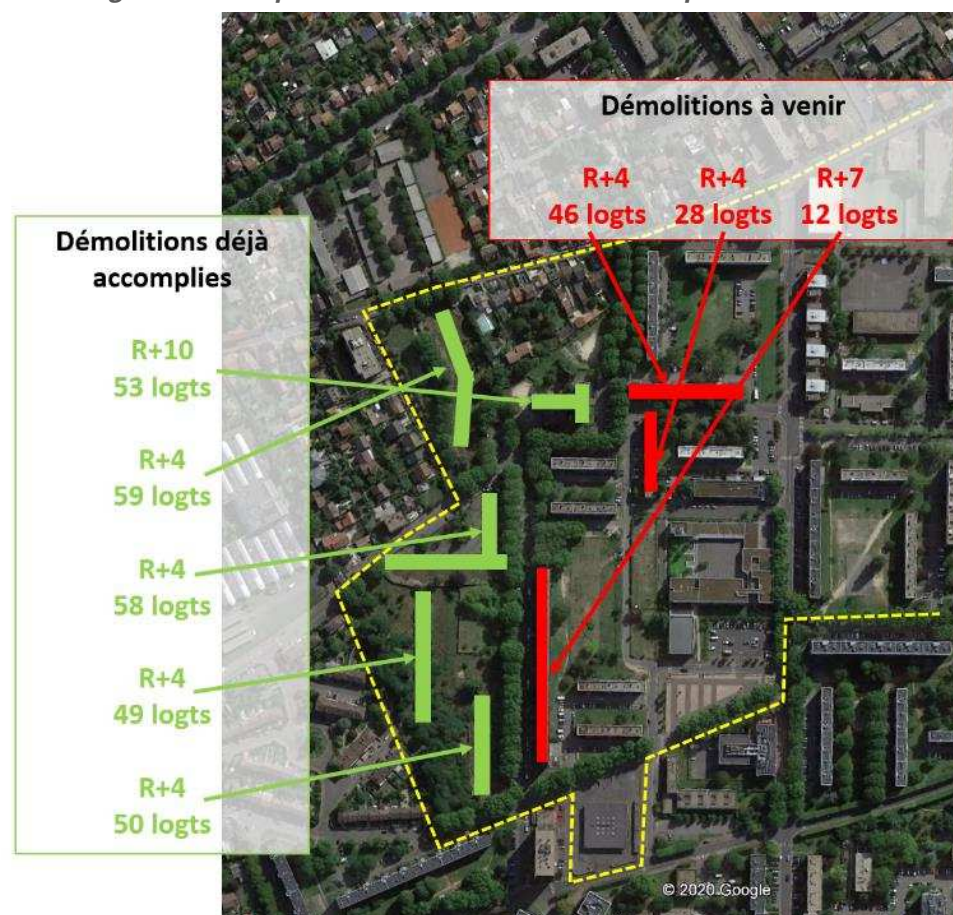 Démolitions à venir
R+4 R+4 R+7
46 logts 28 logts 12 logts
Démolitions déjà
accomplies
R+10
53 logts
R+4
59 logts
R+4
58 logts
R+4
49 logts
R+4
50 logts
© 2020 Google